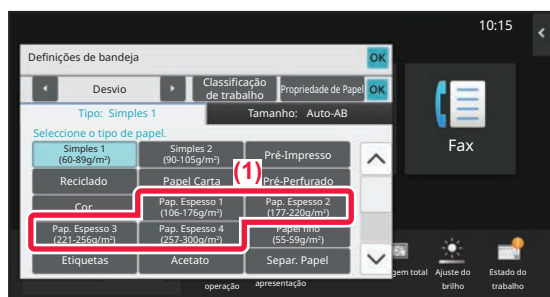 10:15
Definições de bandeja
OK
Desvio
Classificação
de trabalho
Propriedade de Papel
OK
Tipo: Simples 1
Tamanho: Auto-AB
Seleccione o tipo de papel.
Simples 1
(60-89g/m²)
Simples 2
(90-105g/m²)
Pré-Impresso
Fax
Reciclado
Papel Carta
(1)
Pré-Perfurado
Cor
Pap. Espesso 1
(106-176g/m²)
Pap. Espesso 2
(177-220g/m²)
Pap. Espesso 3
(221-256g/m²)
Pap. Espesso 4
(257-300g/m²)
Papel fino
(55-59g/m²)
Etiquetas
Acetato
Separ. Papel
operação
apresentação
gem total
Ajuste do
brilho
Estado do
trabalho